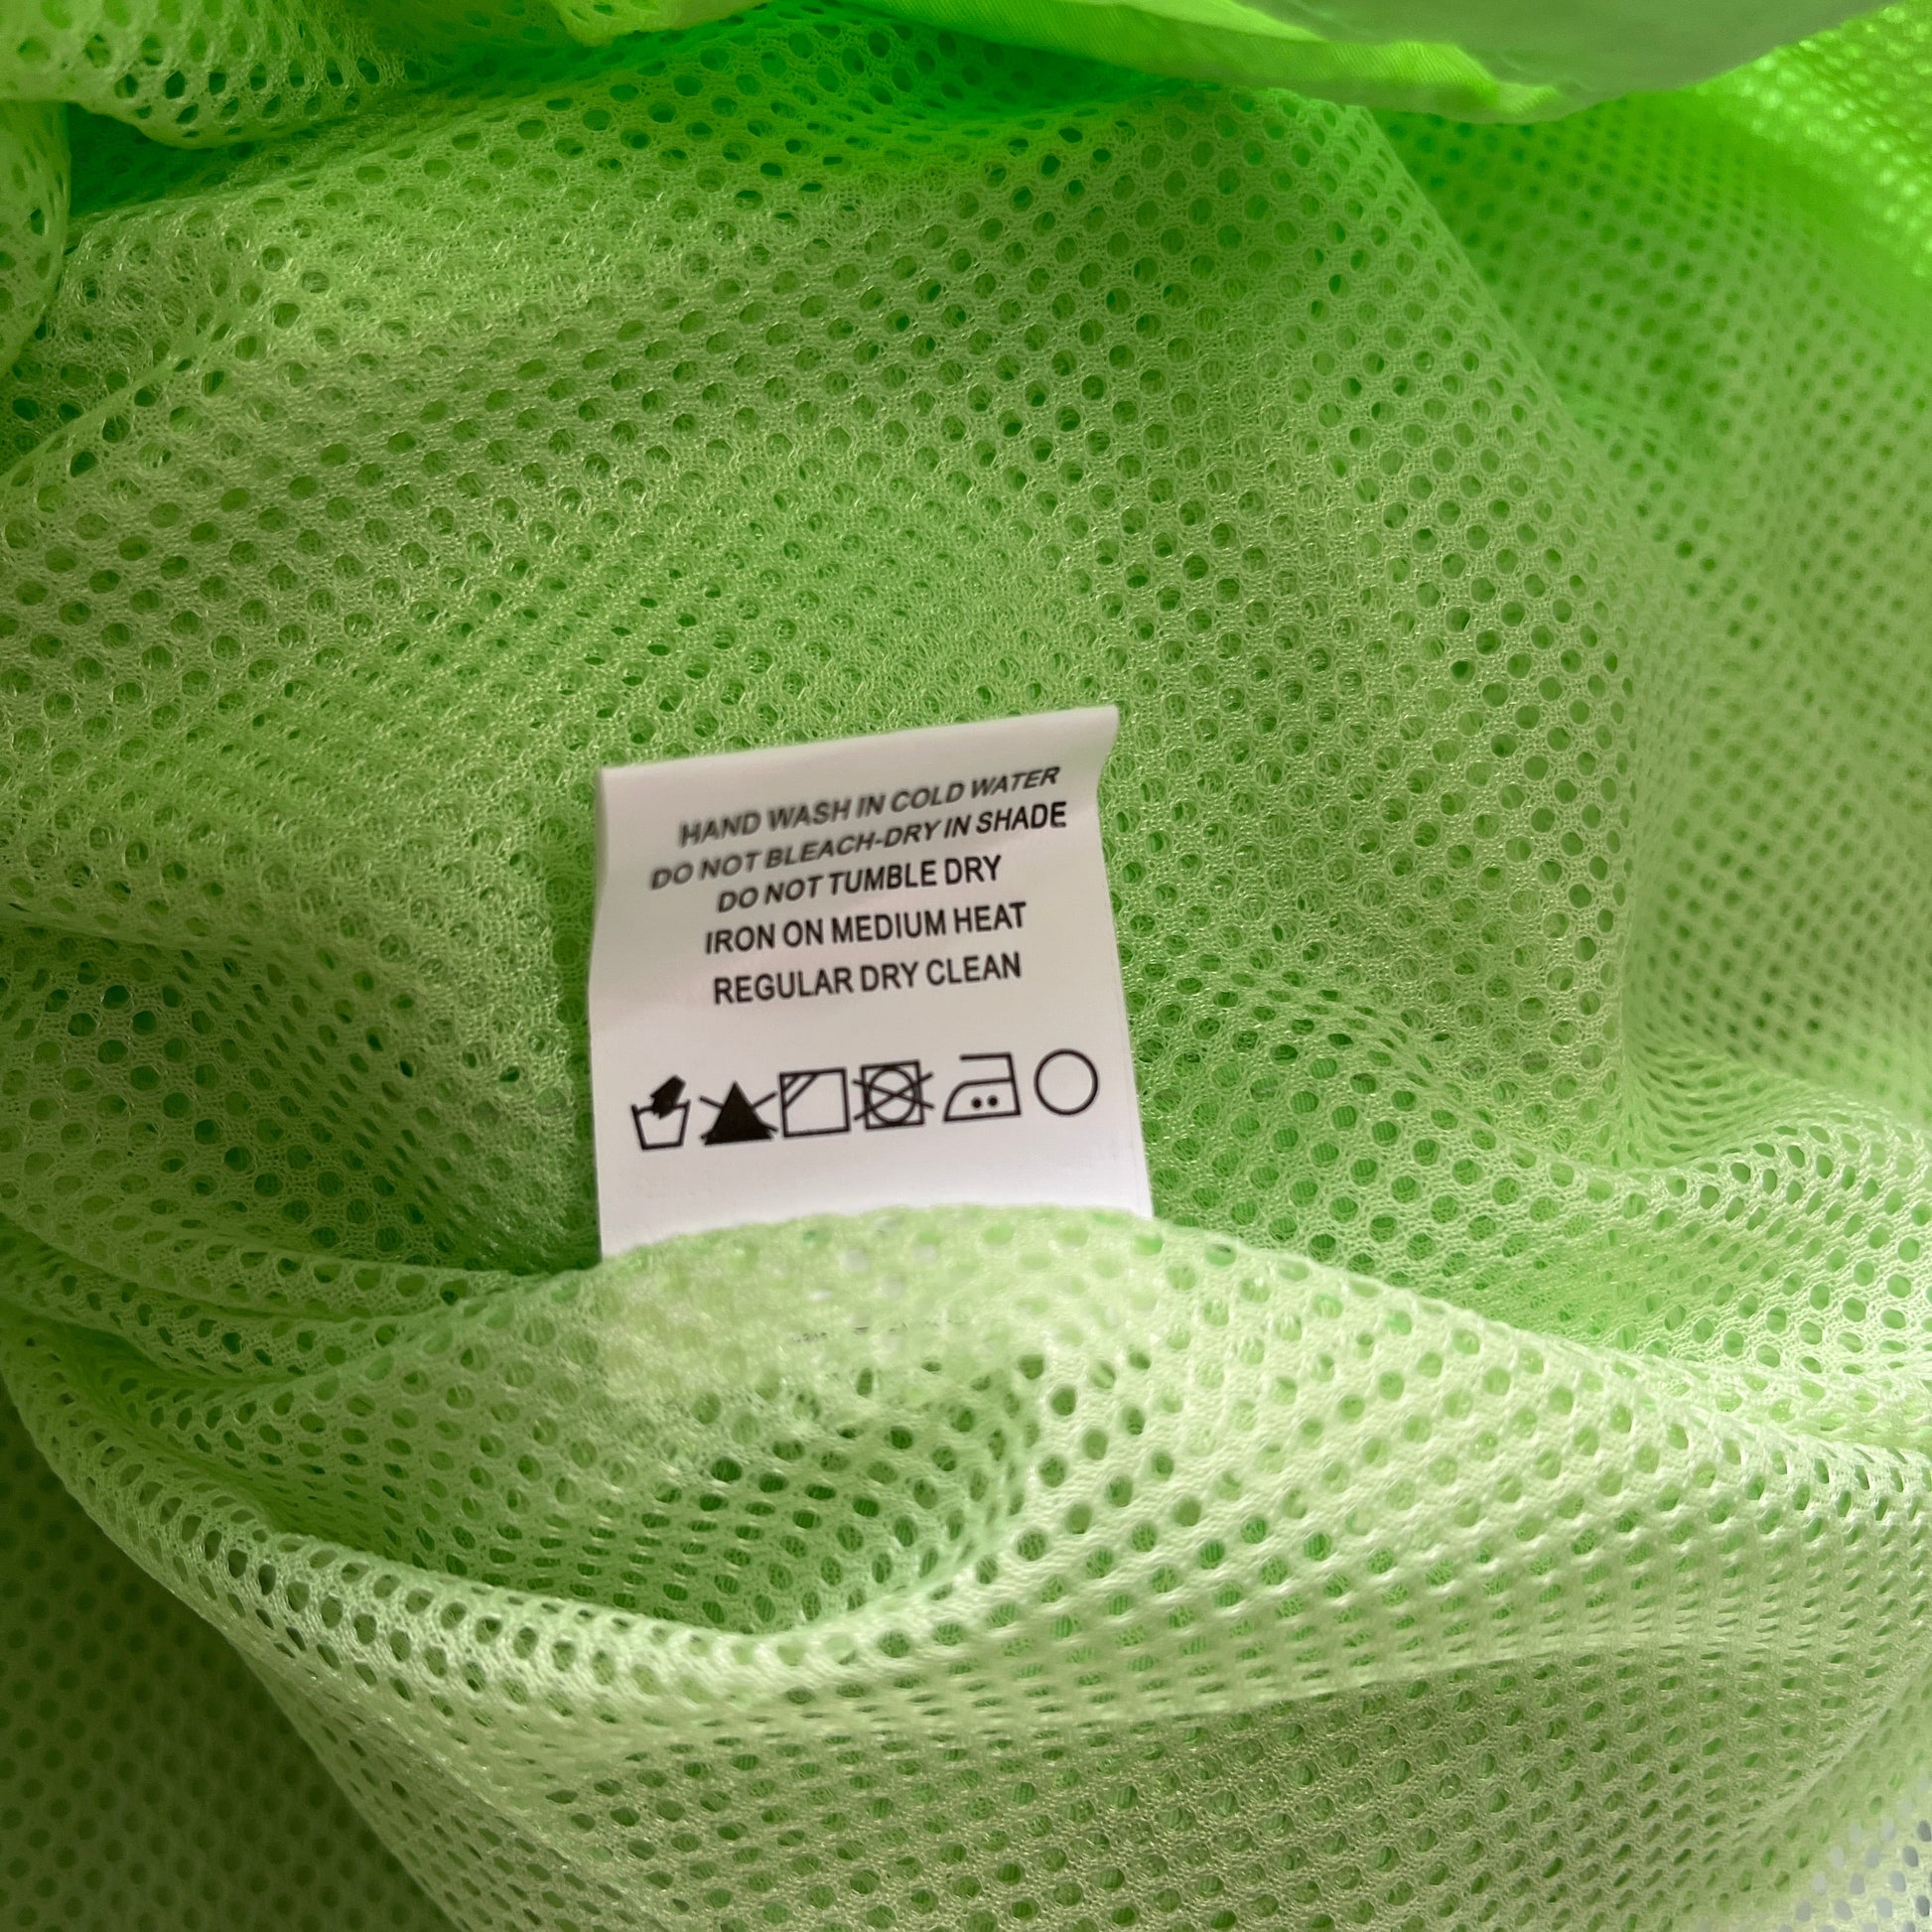 HAND WASH IN COLD WATER
DO NOT BLEACH-DRY IN SHADE
DO NOT TUMBLE DRY
IRON ON MEDIUM HEAT
REGULAR DRY CLEAN